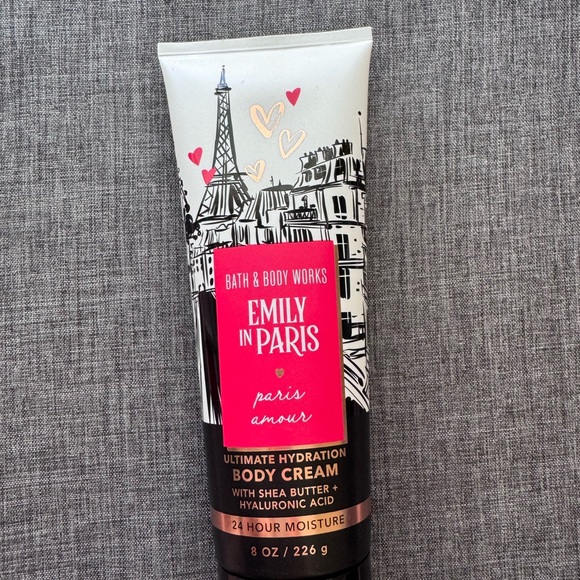 BATH & BODY WORKS
EMILY
IN PARIS
paris
amour
ULTIMATE HYDRATION
BODY CREAM
WITH SHEA BUTTER +
HYALURONIC ACID
24 HOUR MOISTURE
8 OZ / 226 g